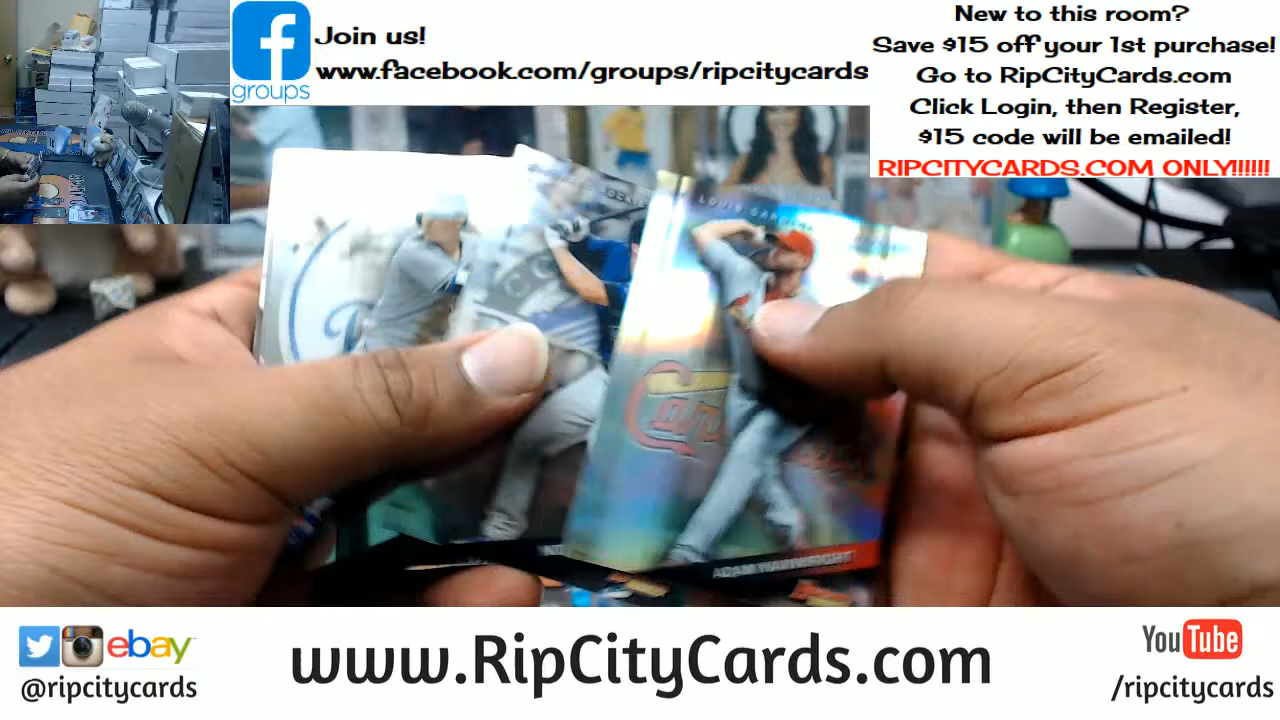 Join us!
www.facebook.com/groups/ripcitycards
groups
New to this room?
Save $15 off your 1st purchase!
Go to RipCityCards.com
Click Login, then Register,
$15 code will be emailed!
RIPCITYCARDS.COM ONLY!!!!!!
ADAM WAINWRIGHT
ebay
@ripcitycards
www.RipCityCards.com
YouTube
/ripcitycards